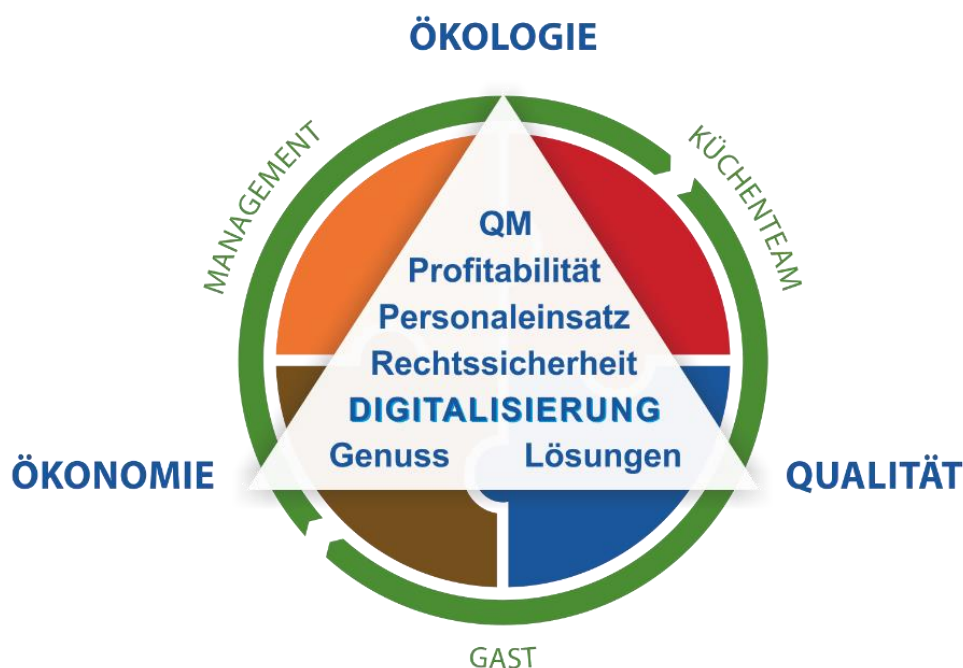 ÖKOLOGIE
MANAGEMENT
KÜCHENTEAM
QM
Profitabilität
Personaleinsatz
Rechtssicherheit
DIGITALISIERUNG
Genuss Lösungen
ÖKONOMIE
QUALITÄT
GAST